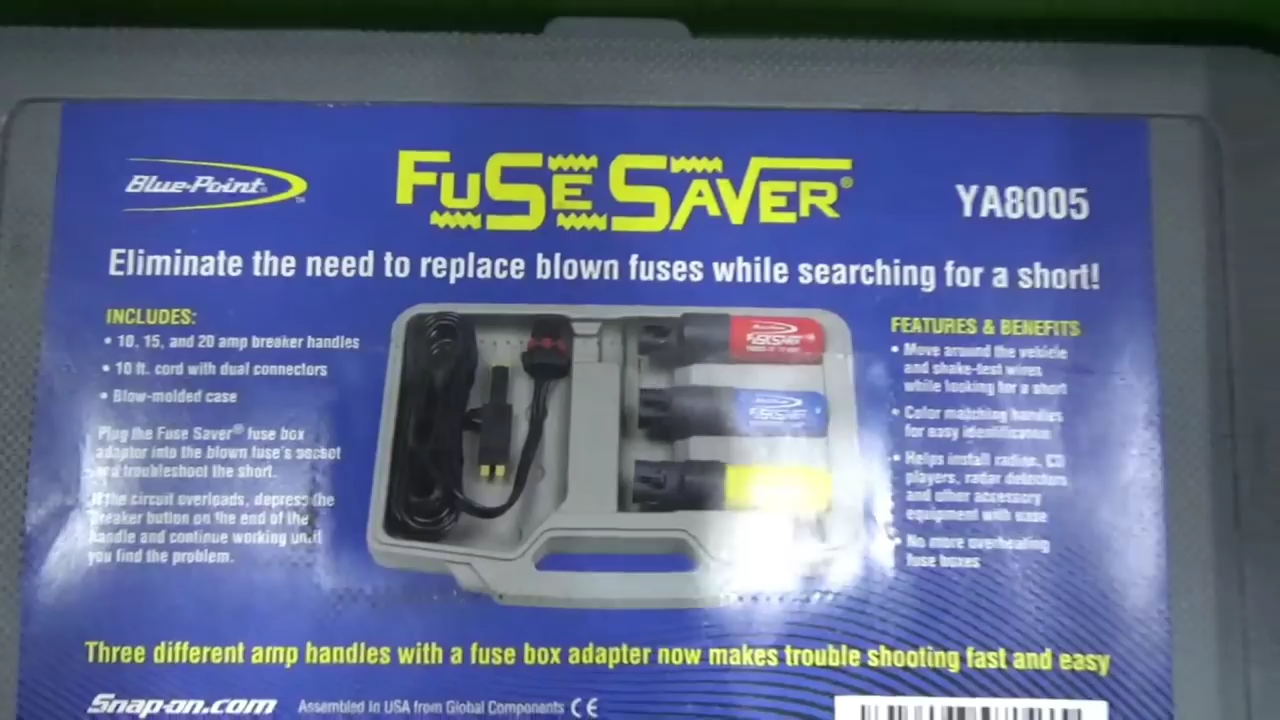 Blue-Point
FUSE SAVER®
YA8005
Eliminate the need to replace blown fuses while searching for a short!
INCLUDES:
• 10, 15, and 20 amp breaker handles
• 10 ft. cord with dual connectors
• Blow-molded case
Plug the Fuse Saver® fuse box
adaptor into the blown fuse's socket
and troubleshoot the short.
If the circuit overloads, depress the
breaker button on the end of the
handle and continue working until
you find the problem.
FUSE SAVER
FUSE SAVER
FEATURES & BENEFITS
• Move around the vehicle
and shake-test wires
while looking for a short
• Color matching handles
for easy identification
• Helps install radios, CD
players, radar detectors
and other accessory
equipment with ease
• No more overheating
fuse boxes
Three different amp handles with a fuse box adapter now makes trouble shooting fast and easy
Snap-on.com
Assembled in USA from Global Components CE